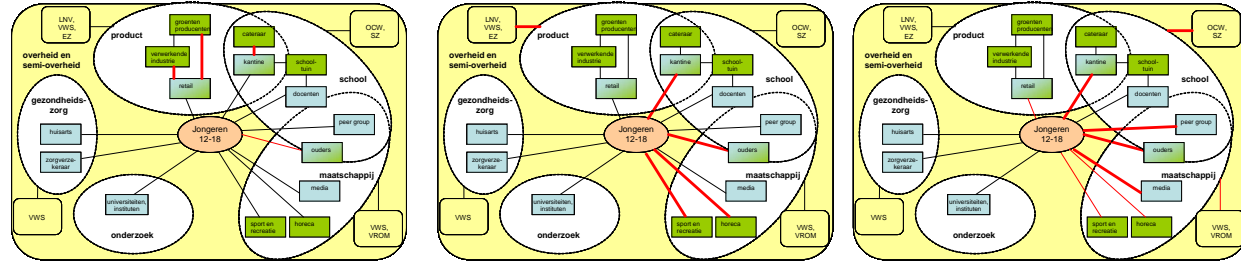 LNV,
VWS,
EZ
product
groenten
producenten
cateraar
OCW,
SZ
overheid en
semi-overheid
verwerkende
industrie
kantine
school-
tuin
school
retail
docenten
gezondheids-
zorg
huisarts
Jongeren
12-18
peer group
zorgverze-
keraar
ouders
maatschappij
media
universiteiten,
instituten
VWS
sport en
recreatie
horeca
VWS,
VROM
onderzoek
LNV,
VWS,
EZ
product
groenten
producenten
cateraar
OCW,
SZ
overheid en
semi-overheid
verwerkende
industrie
kantine
school-
tuin
school
retail
docenten
gezondheids-
zorg
huisarts
Jongeren
12-18
peer group
zorgverze-
keraar
ouders
maatschappij
media
universiteiten,
instituten
VWS
sport en
recreatie
horeca
VWS,
VROM
onderzoek
LNV,
VWS,
EZ
product
groenten
producenten
cateraar
OCW,
SZ
overheid en
semi-overheid
verwerkende
industrie
kantine
school-
tuin
school
retail
docenten
gezondheids-
zorg
huisarts
Jongeren
12-18
peer group
zorgverze-
keraar
ouders
maatschappij
media
universiteiten,
instituten
VWS
sport en
recreatie
horeca
VWS,
VROM
onderzoek